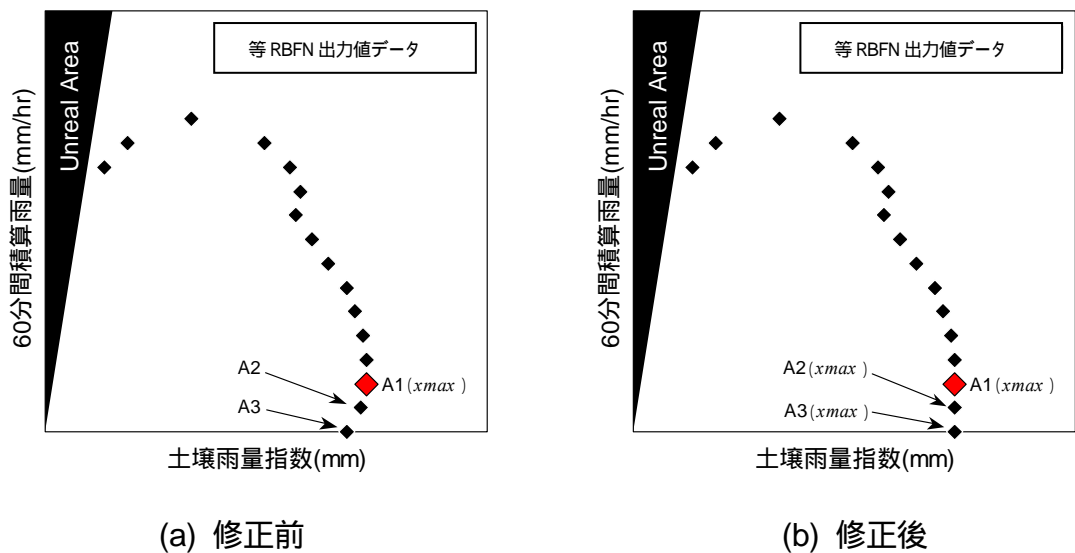 等 RBFN 出力値データ
Unreal Area
60分間積算雨量(mm/hr)
A2
A3
A1(xmax)
土壌雨量指数(mm)
(a) 修正前
等 RBFN 出力値データ
Unreal Area
60分間積算雨量(mm/hr)
A2(xmax)
A3(xmax)
A1(xmax)
土壌雨量指数(mm)
(b) 修正後